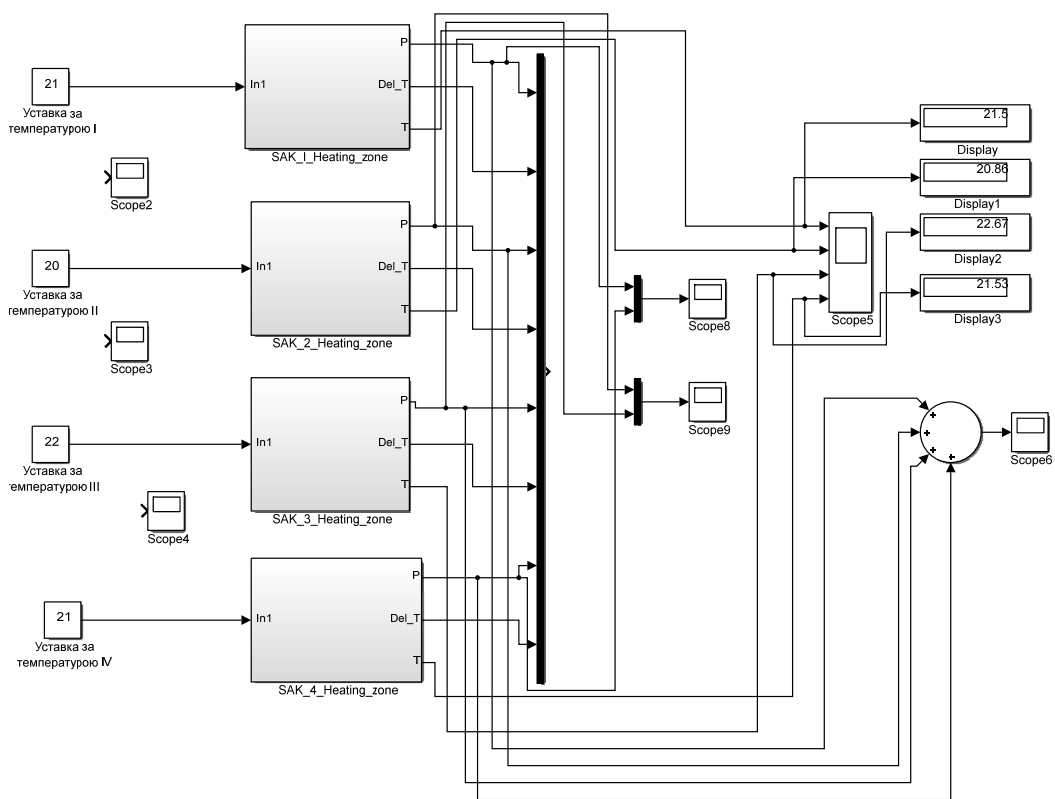 21
Уставка за
температурою I
In1
P
Del_T
T
SAK_I_Heating_zone
Scope2
20
Уставка за
температурою II
In1
P
Del_T
T
SAK_2_Heating_zone
Scope3
22
Уставка за
емпературою III
In1
P
Del_T
T
SAK_3_Heating_zone
Scope4
21
Уставка за
температурою IV
In1
P
Del_T
T
SAK_4_Heating_zone
Scope8
Scope9
Scope5
21.5
Display
20.86
Display1
22.67
Display2
21.53
Display3
+
+
+
+
Scope6